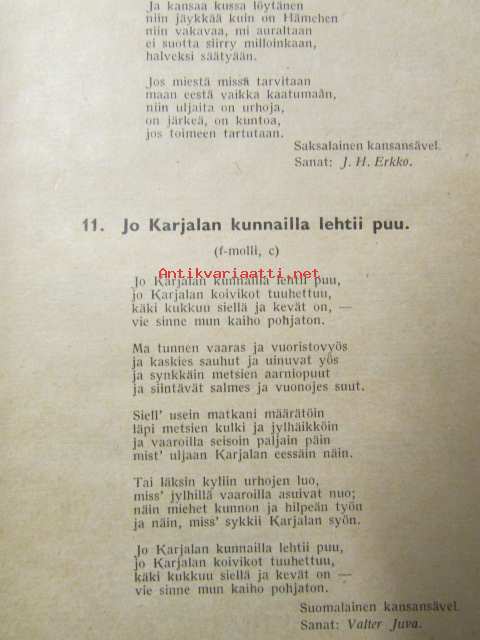 Ja kansaa kussa löytänen
niin jäykkää kuin on Hämehen
niin vakavaa, mi auraltaan
ei suotta siirry milloinkaan,
halveksi säätyään.
Jos miestä missä tarvitaan
maan eestä vaikka kaatumaan,
niin uljaita on urhoja,
on järkeä, on kuntoa,
jos toimeen tartutaan.
Saksalainen kansansävel.
Sanat: J. H. Erkko.
11. Jo Karjalan kunnailla lehtii puu.
(f-molli, c)
Antikvariaatti.net
Jo Karjalan kunnailla lehtii puu,
jo Karjalan koivikot tuuhettuu,
käki kukkuu siellä ja kevät on, —
vie sinne mun kaiho pohjaton.
Ma tunnen vaaras ja vuoristovyös
ja kaskies sauhut ja uinuvat yös
ja synkkäin metsien aarniopuut
ja siintävät salmes ja vuonojes suut.
Siell' usein matkani määrätöin
läpi metsien kulki ja jylhäikköin
ja vaaroilla seisoin paljain päin
mist' uljaan Karjalan eessäin näin.
Tai läksin kyliin urhojen luo,
miss' jylhillä vaaroilla asuivat nuo;
näin miehet kunnon ja hilpeän työn
ja näin, miss' sykkii Karjalan syön.
Jo Karjalan kunnailla lehtii puu,
jo Karjalan koivikot tuuhettuu,
käki kukkuu siellä ja kevät on —
vie sinne mun kaiho pohjaton.
Suomalainen kansansävel.
Sanat: Valter Juva.